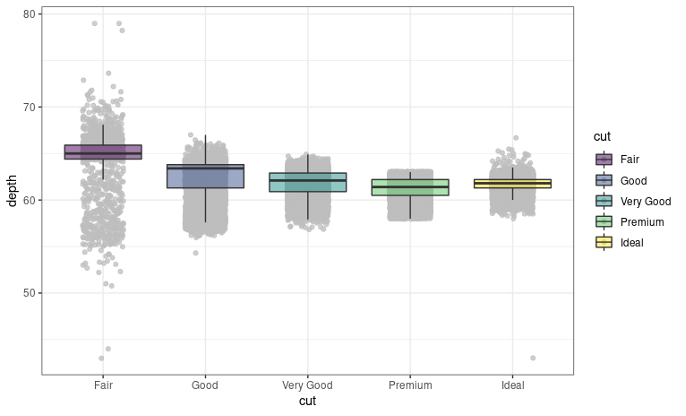 80
70
60
50
depth
Fair Good Very Good Premium Ideal
cut
cut
Fair
Good
Very Good
Premium
Ideal